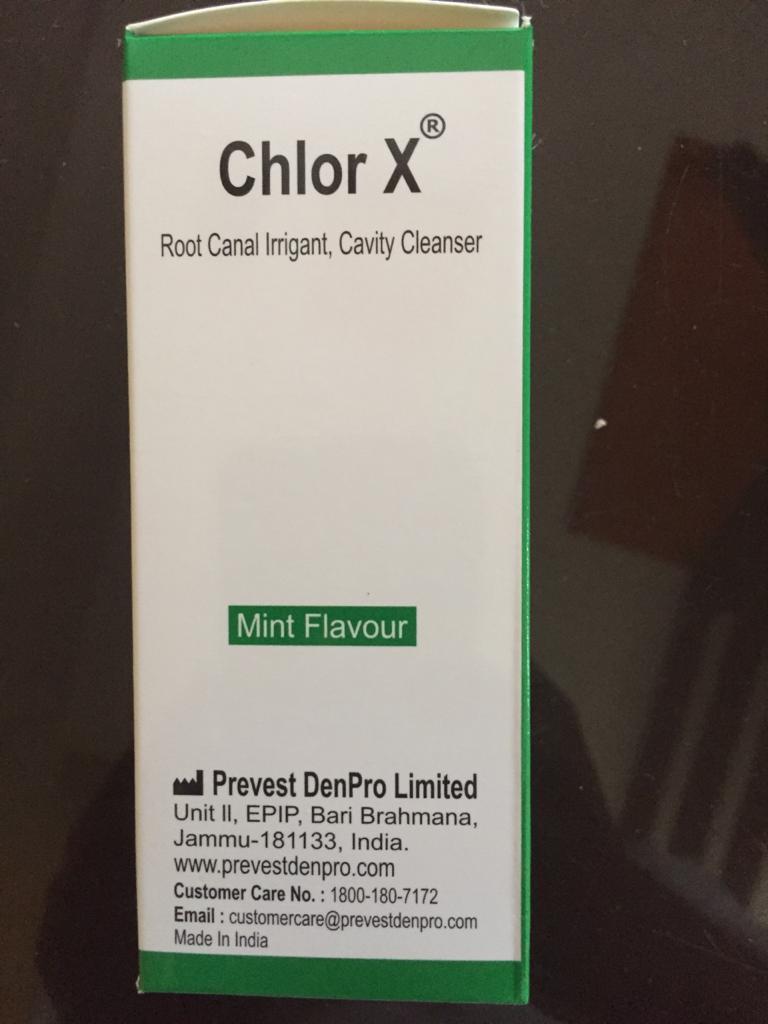 Chlor X®
Root Canal Irrigant, Cavity Cleanser
Mint Flavour
Prevest DenPro Limited
Unit II, EPIP, Bari Brahmana,
Jammu-181133, India.
www.prevestdenpro.com
Customer Care No. : 1800-180-7172
Email : customercare@prevestdenpro.com
Made In India